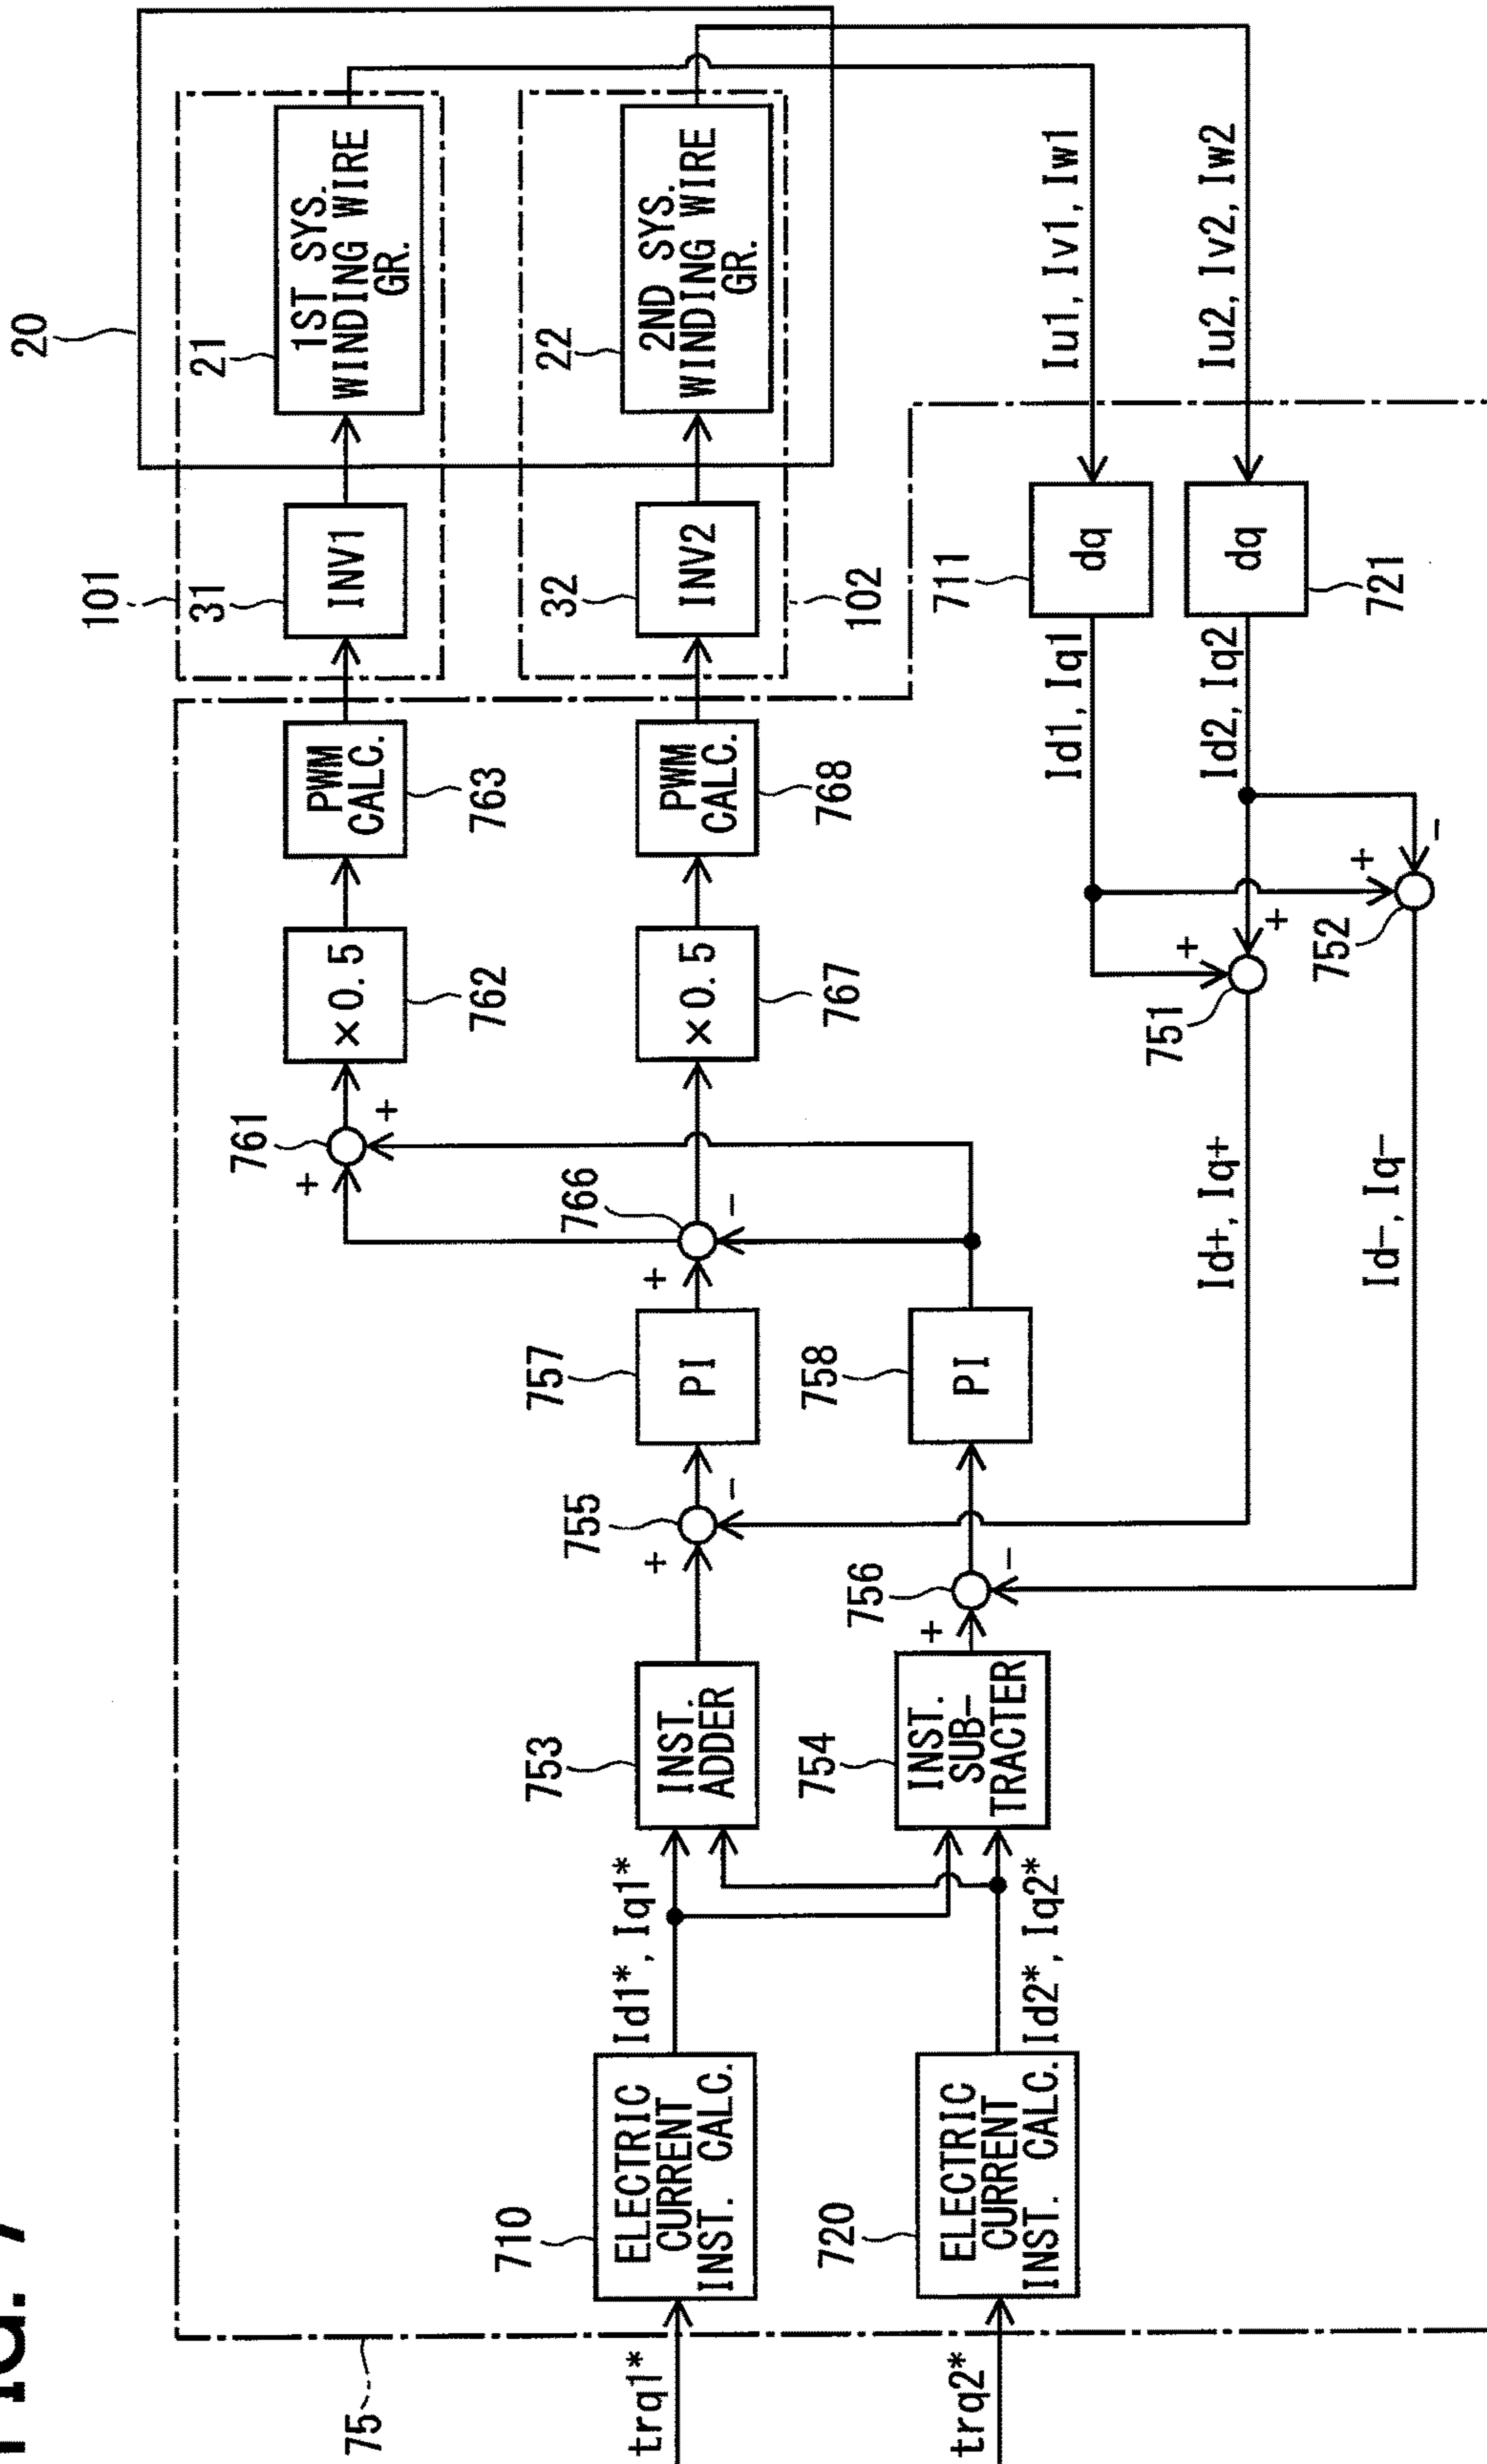 FIG. 7
20
101
21
1ST SYS.
WINDING WIRE
GR.
31
INV1
22
2ND SYS.
WINDING WIRE
GR.
32
INV2
102
763
PWM
CALC.
768
PWM
CALC.
762
×0.5
767
×0.5
761
+
+
766
+
-
757
PI
758
PI
755
+
-
756
+
-
753
INST.
ADDER
754
INST.
SUB-
TRACTER
Id1*, Iq1*
Id2*, Iq2*
710
ELECTRIC
CURRENT
INST. CALC.
720
ELECTRIC
CURRENT
INST. CALC.
75
trq1*
trq2*
Iu1, Iv1, Iw1
Iu2, Iv2, Iw2
711
dq
721
dq
Id1, Iq1
Id2, Iq2
751
+
+
752
+
-
Id+, Iq+
Id-, Iq-